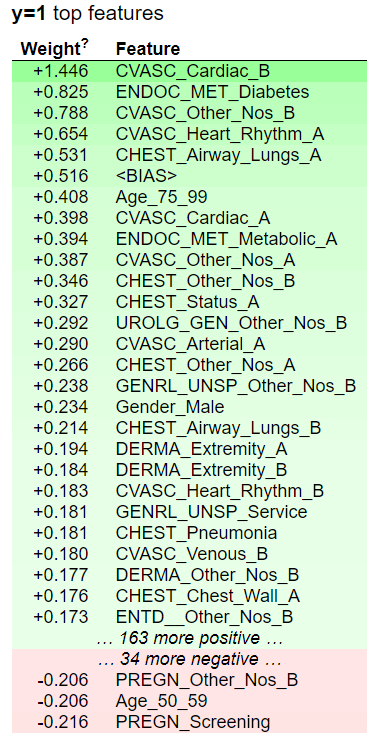 y=1 top features
Weight? Feature
+1.446 CVASC_Cardiac_B
+0.825 ENDOC_MET_Diabetes
+0.788 CVASC_Other_Nos_B
+0.654 CVASC_Heart_Rhythm_A
+0.531 CHEST_Airway_Lungs_A
+0.516 <BIAS>
+0.408 Age_75_99
+0.398 CVASC_Cardiac_A
+0.394 ENDOC_MET_Metabolic_A
+0.387 CVASC_Other_Nos_A
+0.346 CHEST_Other_Nos_B
+0.327 CHEST_Status_A
+0.292 UROLG_GEN_Other_Nos_B
+0.290 CVASC_Arterial_A
+0.266 CHEST_Other_Nos_A
+0.238 GENRL_UNSP_Other_Nos_B
+0.234 Gender_Male
+0.214 CHEST_Airway_Lungs_B
+0.194 DERMA_Extremity_A
+0.184 DERMA_Extremity_B
+0.183 CVASC_Heart_Rhythm_B
+0.181 GENRL_UNSP_Service
+0.181 CHEST_Pneumonia
+0.180 CVASC_Venous_B
+0.177 DERMA_Other_Nos_B
+0.176 CHEST_Chest_Wall_A
+0.173 ENTD__Other_Nos_B
… 163 more positive …
… 34 more negative …
-0.206 PREGN_Other_Nos_B
-0.206 Age_50_59
-0.216 PREGN_Screening